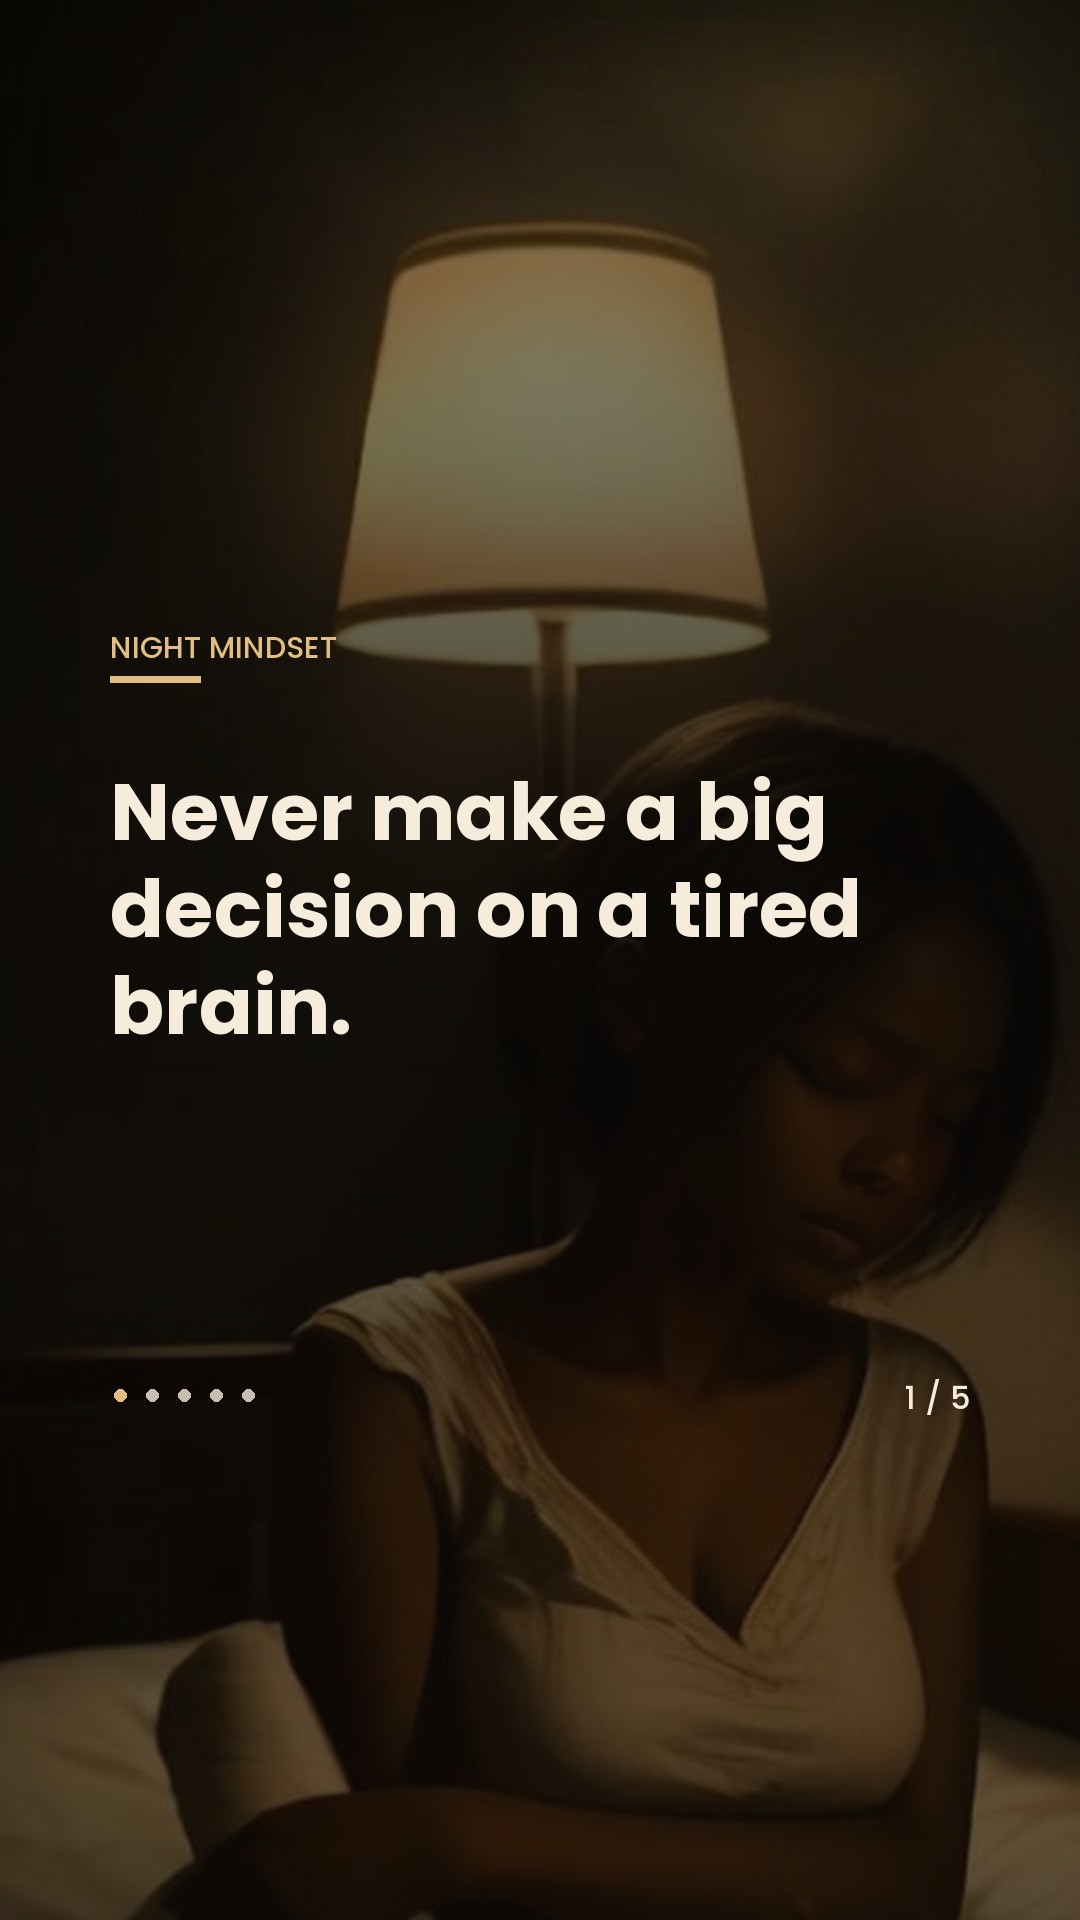 NIGHT MINDSET
Never make a big
decision on a tired
brain.
1 / 5